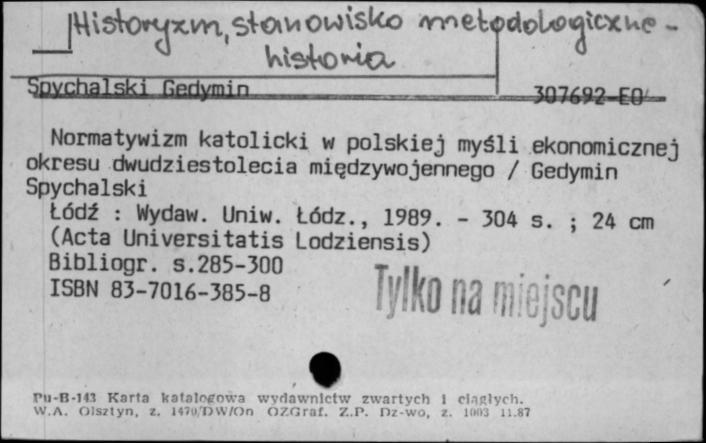 Historyzm, stanowisko metodologiczne -
historia
Spychalski Gedymin 307692-EO
Normatywizm katolicki w polskiej myśli ekonomicznej
okresu dwudziestolecia międzywojennego / Gedymin
Spychalski
Łódź : Wydaw. Uniw. Łódz., 1989. - 304 s. ; 24 cm
(Acta Universitatis Lodziensis)
Bibliogr. s.285-300
ISBN 83-7016-385-8
Tylko na miejscu
Pu-B-143 Karta katalogowa wydawnictw zwartych i ciągłych.
W.A. Olsztyn, z. 1470/DW/On OZGraf. Z.P. Dz-wo, z. 1003 11.87